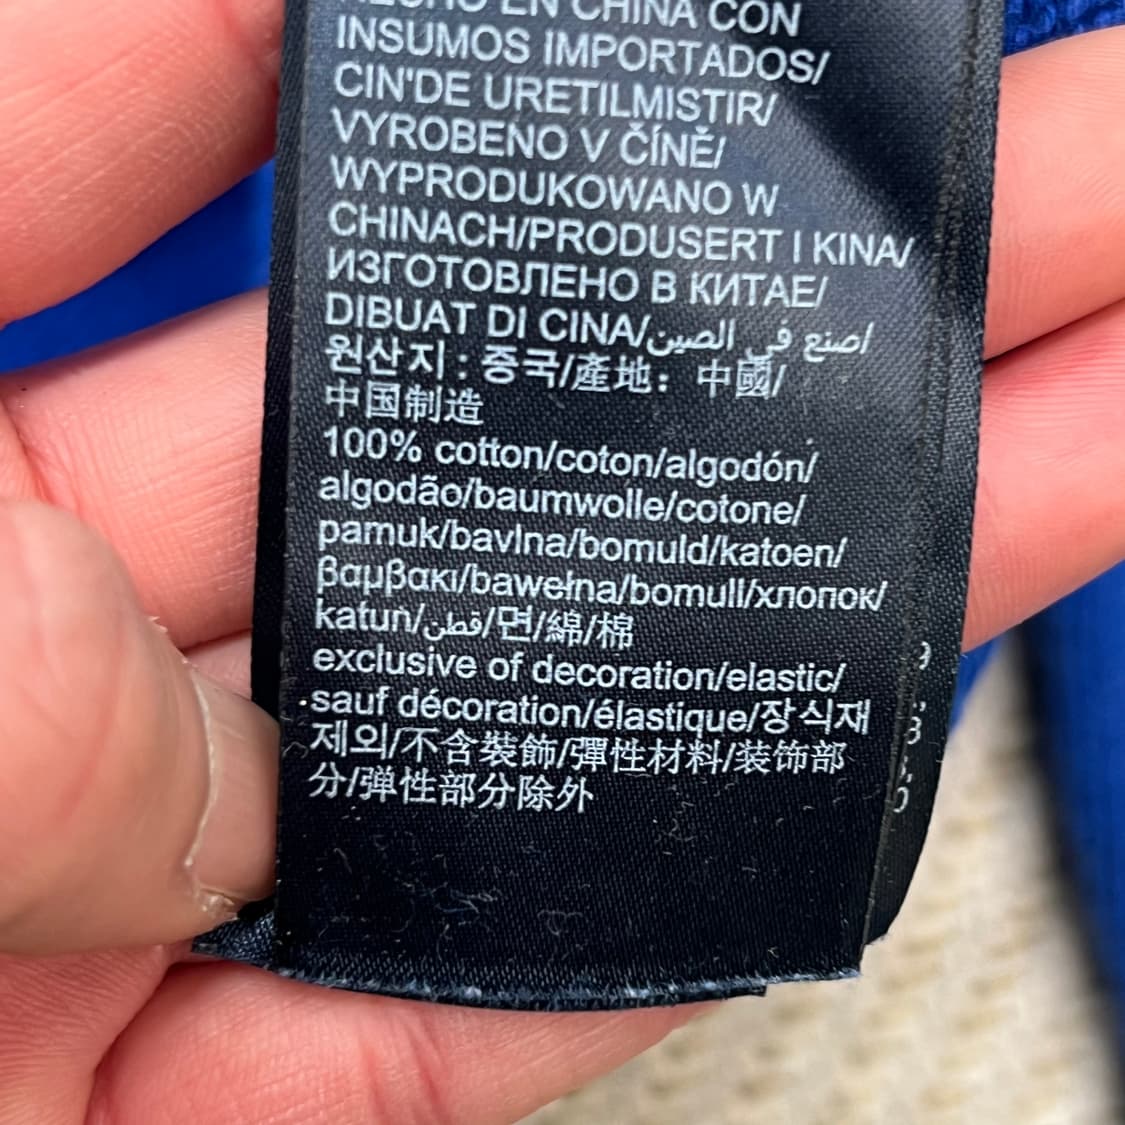 HECHO EN CHINA CON
INSUMOS IMPORTADOS/
CIN'DE URETILMISTIR/
VYROBENO V ČÍNĚ/
WYPRODUKOWANO W
CHINACH/PRODUSERT I KINA/
ИЗГОТОВЛЕНО В КИТАЕ/
DIBUAT DI CINA/صنع في الصين/
원산지 : 중국/產地: 中國/
中国制造
100% cotton/coton/algodón/
algodão/baumwolle/cotone/
pamuk/bavlna/bomuld/katoen/
βαμβακι/bawełna/bomull/хлопок/
katun/قطن/면/綿/棉
exclusive of decoration/elastic/
sauf décoration/élastique/장식재
제외/不含裝飾/彈性材料/装饰部
分/弹性部分除外